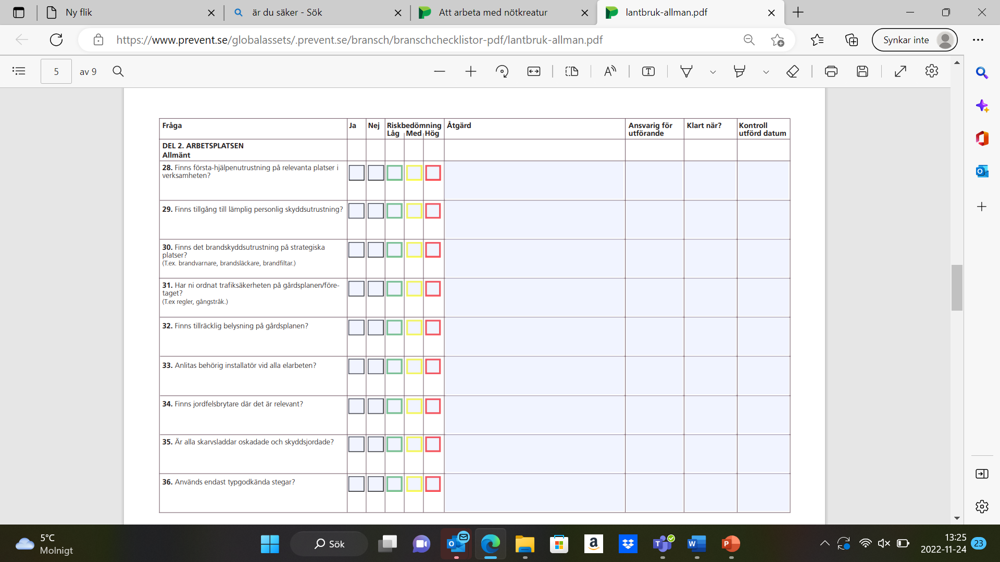 Ny flik
är du säker - Sök
Att arbeta med nötkreatur
lantbruk-allman.pdf
https://www.prevent.se/globalassets/.prevent.se/bransch/branschchecklistor-pdf/lantbruk-allman.pdf
Synkar inte
5 av 9
Fråga
Ja
Nej
Riskbedömning
Låg Med Hög
Åtgärd
Ansvarig för
utförande
Klart när?
Kontroll
utförd datum
DEL 2. ARBETSPLATSEN
Allmänt
28. Finns första-hjälpenutrustning på relevanta platser i
verksamheten?
29. Finns tillgång till lämplig personlig skyddsutrustning?
30. Finns det brandskyddsutrustning på strategiska
platser?
(T.ex. brandvarnare, brandsläckare, brandfiltar.)
31. Har ni ordnat trafiksäkerheten på gårdsplanen/före-
taget?
(T.ex regler, gångstråk.)
32. Finns tillräcklig belysning på gårdsplanen?
33. Anlitas behörig installatör vid alla elarbeten?
34. Finns jordfelsbrytare där det är relevant?
35. Är alla skarvsladdar oskadade och skyddsjordade?
36. Används endast typgodkända stegar?
5°C
Molnigt
Sök
13:25
2022-11-24
23